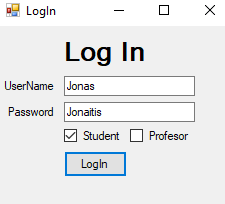 LogIn
Log In
UserName Jonas
Password Jonaitis
Student Profesor
LogIn